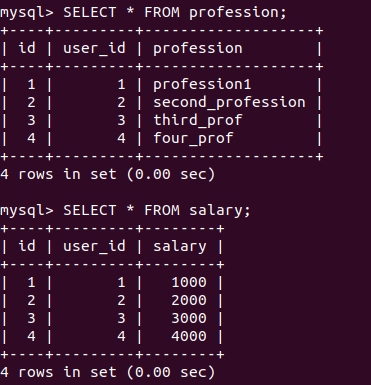 mysql> SELECT * FROM profession;
+----+---------+-------------------+
| id | user_id | profession        |
+----+---------+-------------------+
|  1 |       1 | profession1       |
|  2 |       2 | second_profession |
|  3 |       3 | third_prof        |
|  4 |       4 | four_prof         |
+----+---------+-------------------+
4 rows in set (0.00 sec)

mysql> SELECT * FROM salary;
+----+---------+--------+
| id | user_id | salary |
+----+---------+--------+
|  1 |       1 |   1000 |
|  2 |       2 |   2000 |
|  3 |       3 |   3000 |
|  4 |       4 |   4000 |
+----+---------+--------+
4 rows in set (0.00 sec)